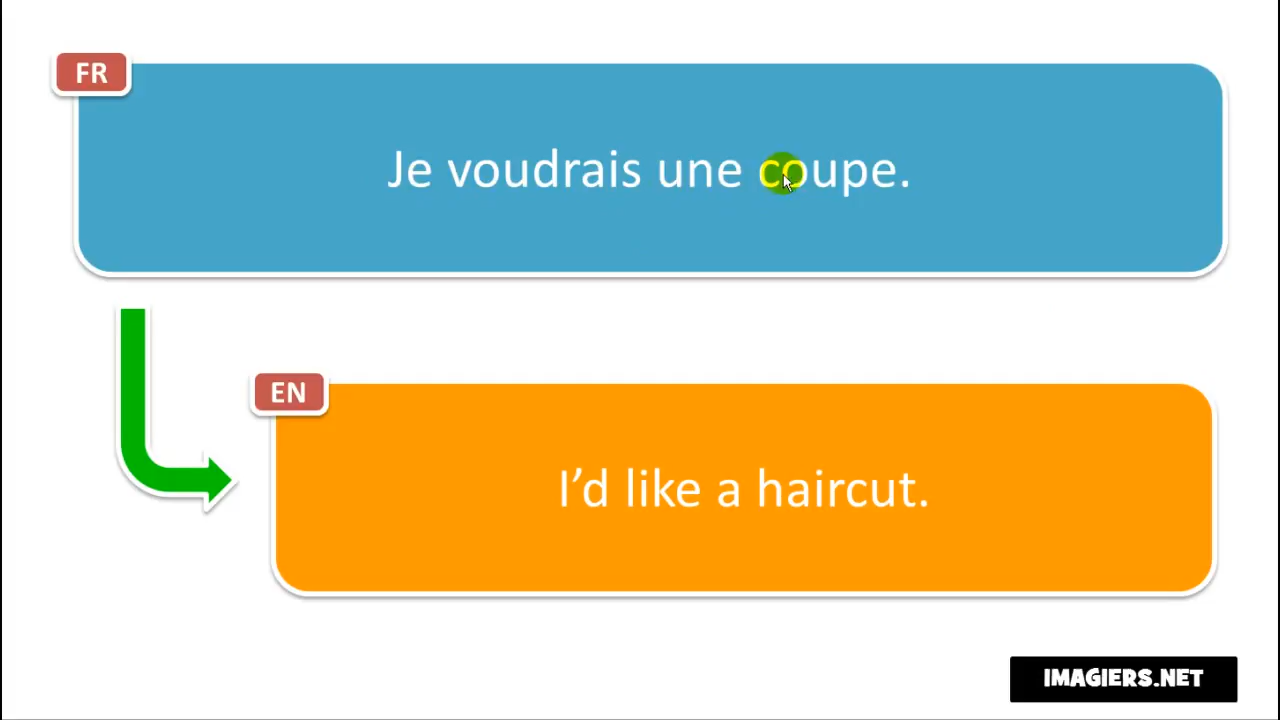 FR
Je voudrais une coupe.
EN
I’d like a haircut.
IMAGIERS.NET